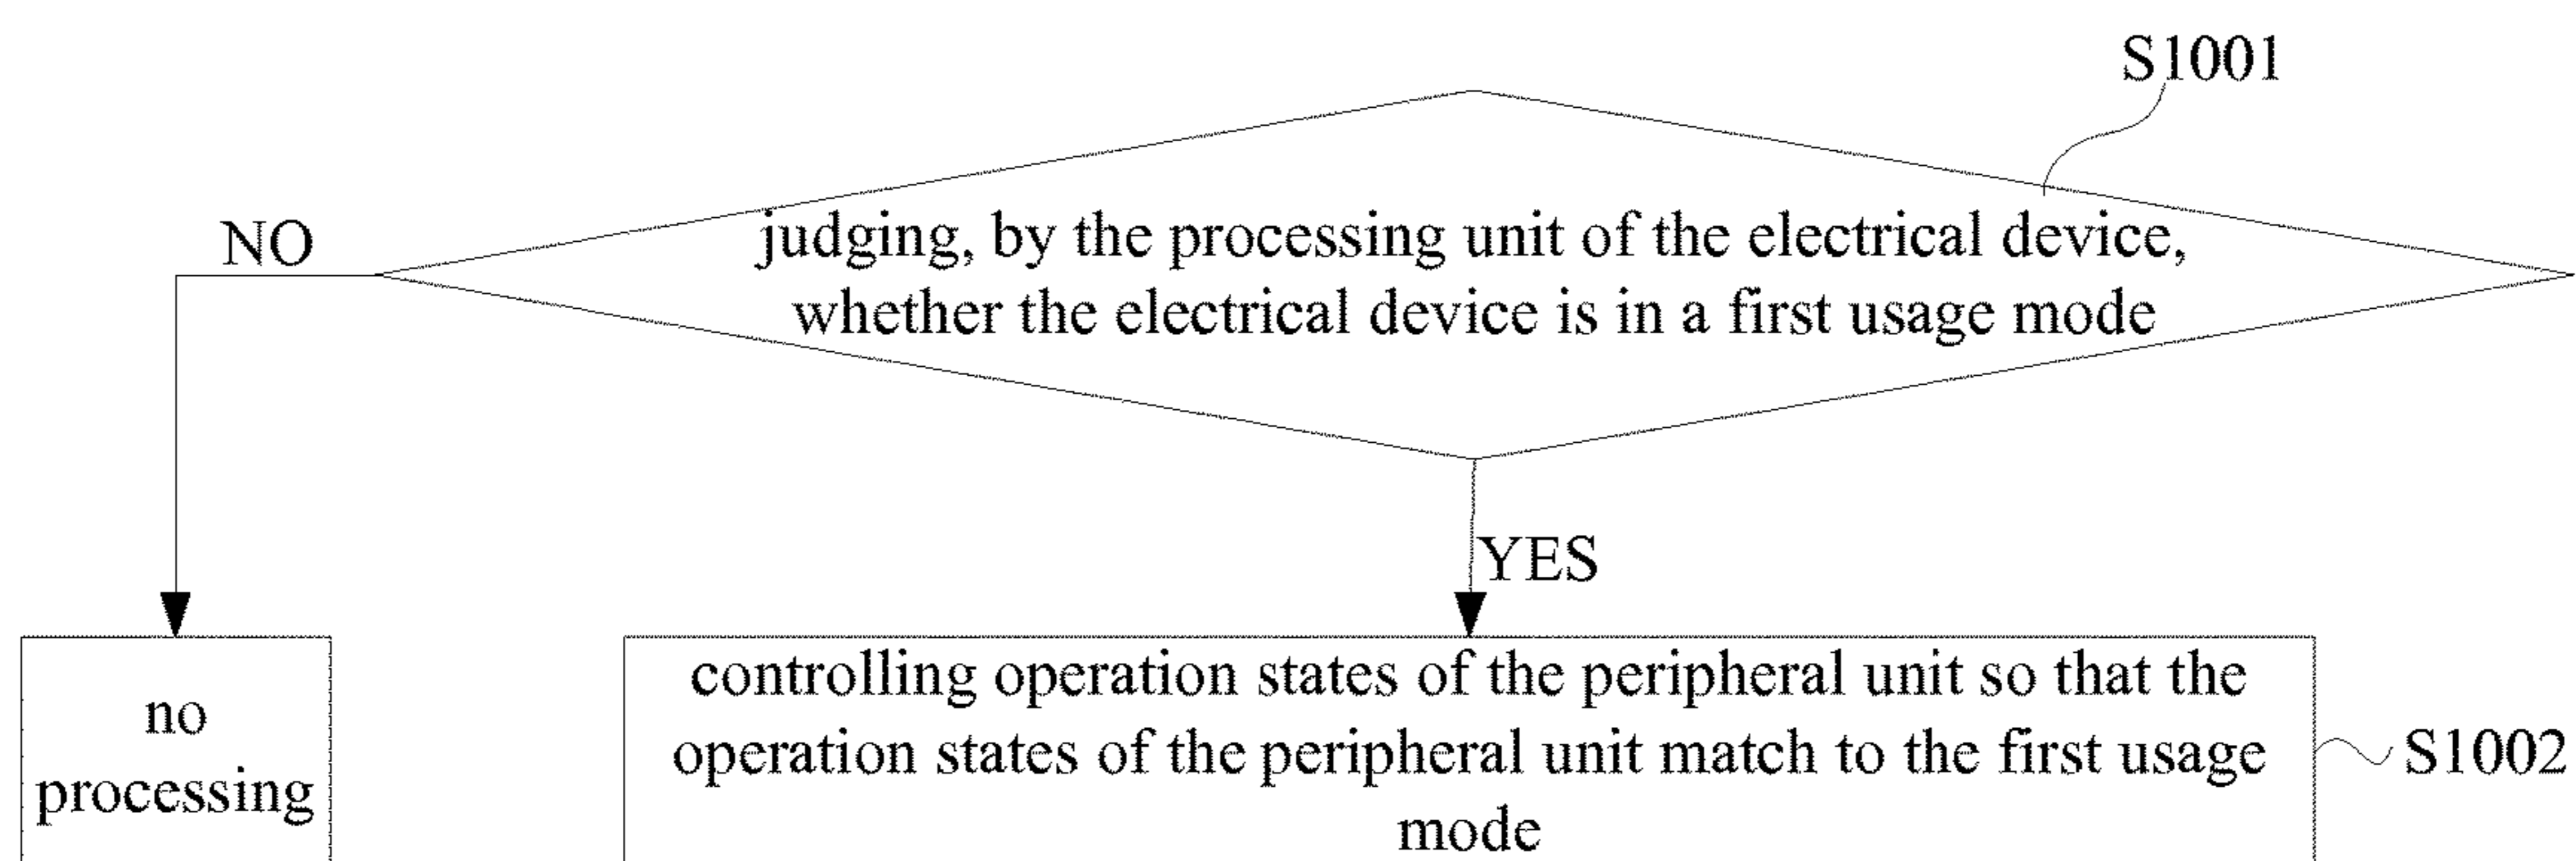 S1001
judging, by the processing unit of the electrical device,
whether the electrical device is in a first usage mode
NO
YES
no
processing
controlling operation states of the peripheral unit so that the
operation states of the peripheral unit match to the first usage
mode
S1002